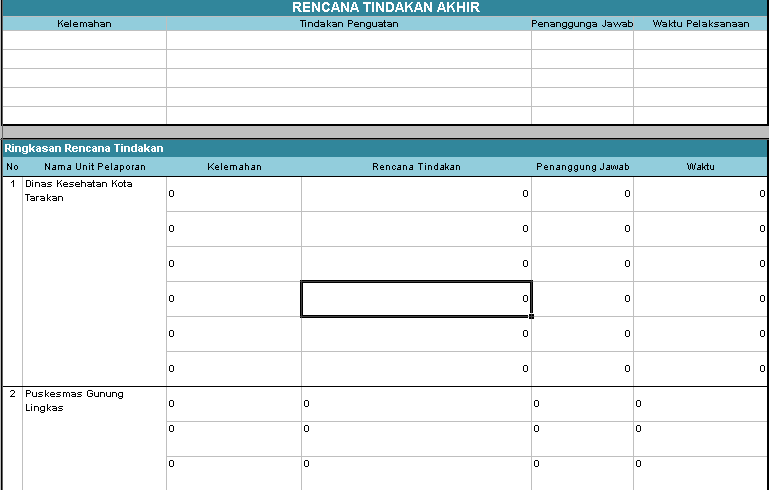 RENCANA TINDAKAN AKHIR
Kelemahan Tindakan Penguatan Penanggunga Jawab Waktu Pelaksanaan
Ringkasan Rencana Tindakan
No Nama Unit Pelaporan Kelemahan Rencana Tindakan Penanggung Jawab Waktu
1 Dinas Kesehatan Kota
Tarakan
0 0 0 0
0 0 0 0
0 0 0 0
0 0 0 0
0 0 0 0
0 0 0 0
2 Puskesmas Gunung
Lingkas
0 0 0 0
0 0 0 0
0 0 0 0